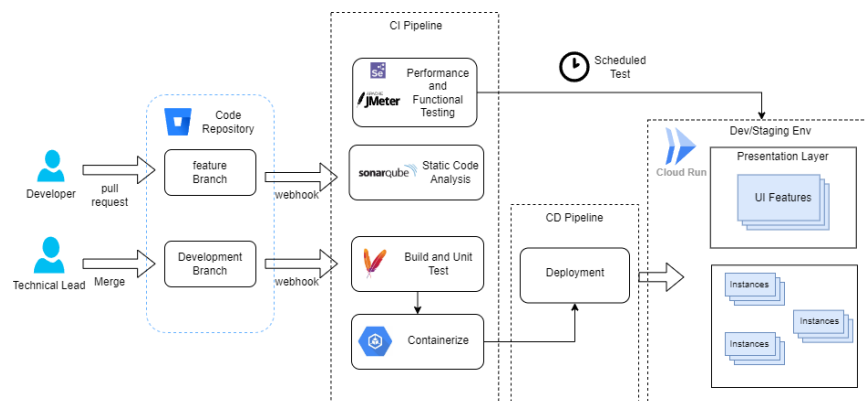 CI Pipeline
Se
Performance
and
Functional
Testing
APACHE
JMeter
Scheduled
Test
Code
Repository
Dev/Staging Env
Cloud Run
Presentation Layer
UI Features
Developer
pull
request
feature
Branch
webhook
sonarqube
Static Code
Analysis
CD Pipeline
Technical Lead
Merge
Development
Branch
webhook
Build and Unit
Test
Deployment
Instances
Instances
Instances
Containerize